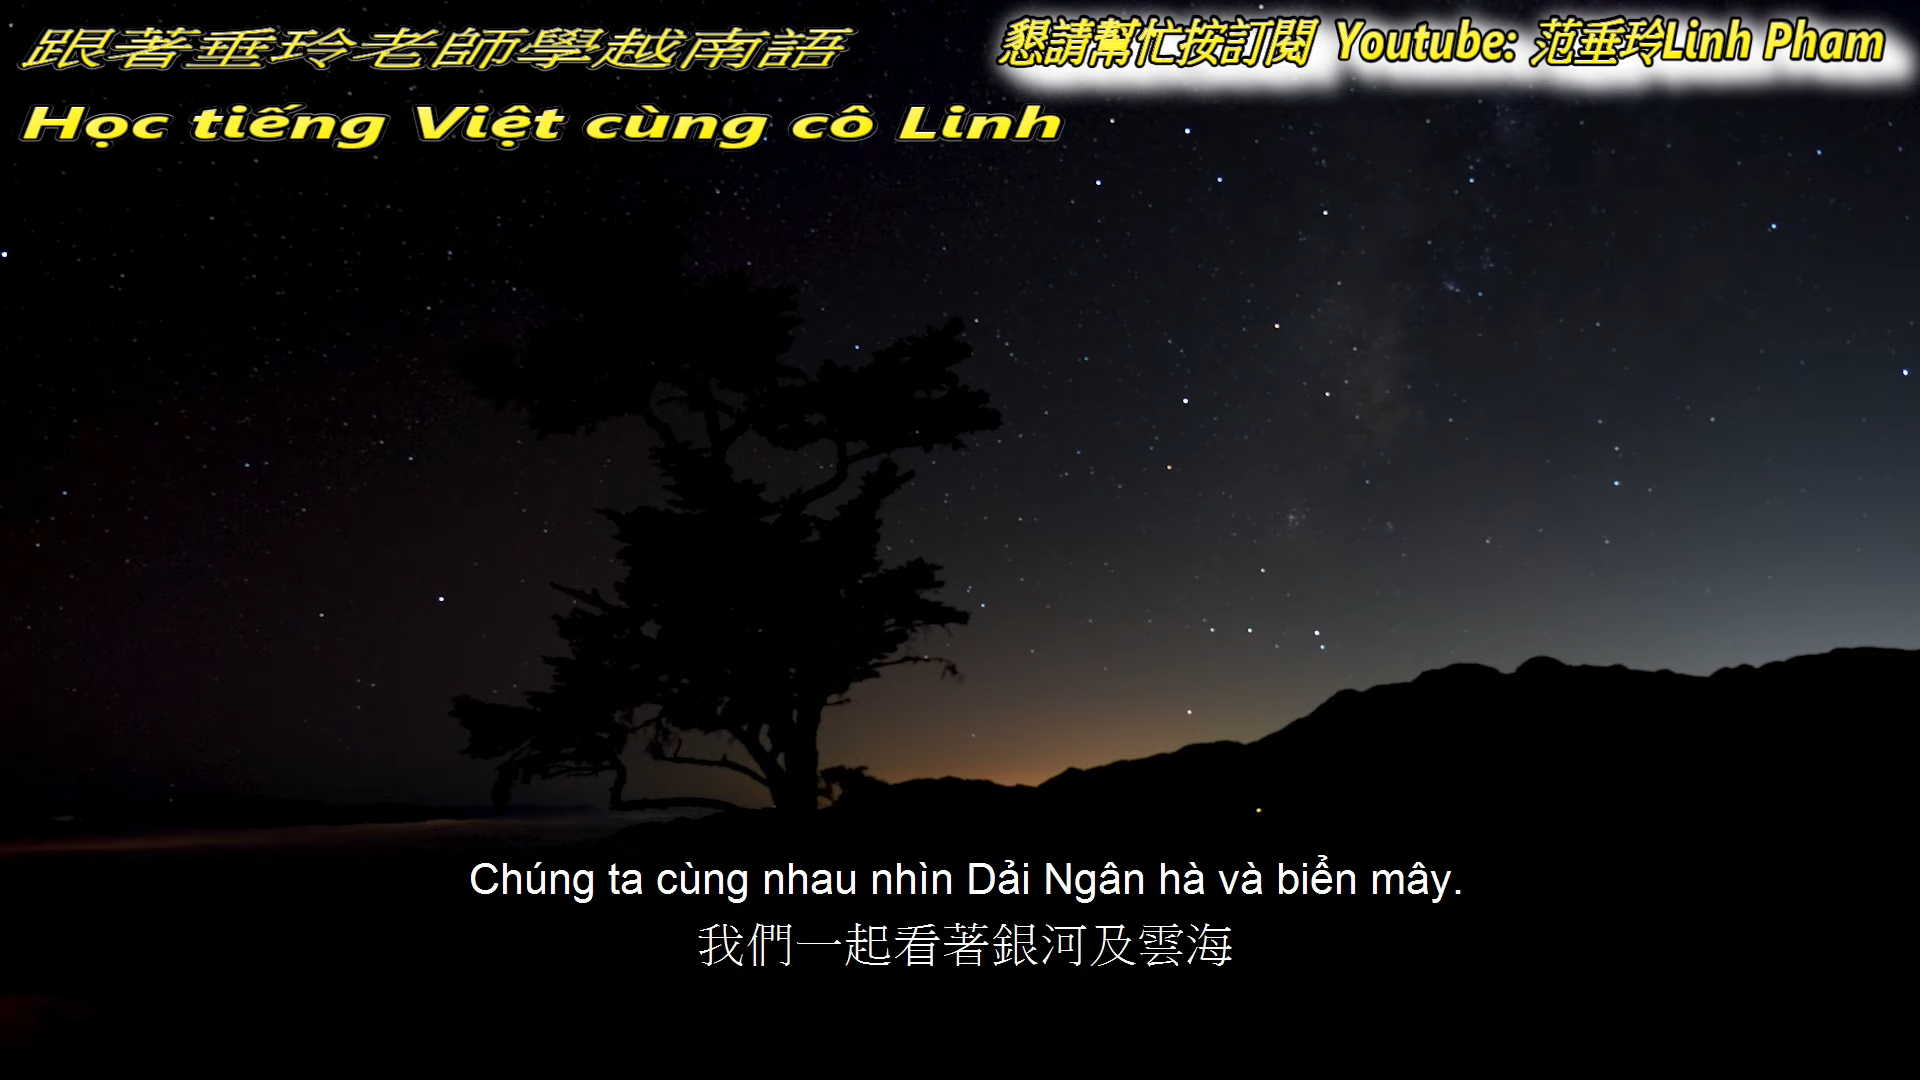 跟著垂玲老師學越南語
懇請幫忙按訂閱 Youtube: 范垂玲Linh Pham
Học tiếng Việt cùng cô Linh
Chúng ta cùng nhau nhìn Dải Ngân hà và biển mây.
我們一起看著銀河及雲海